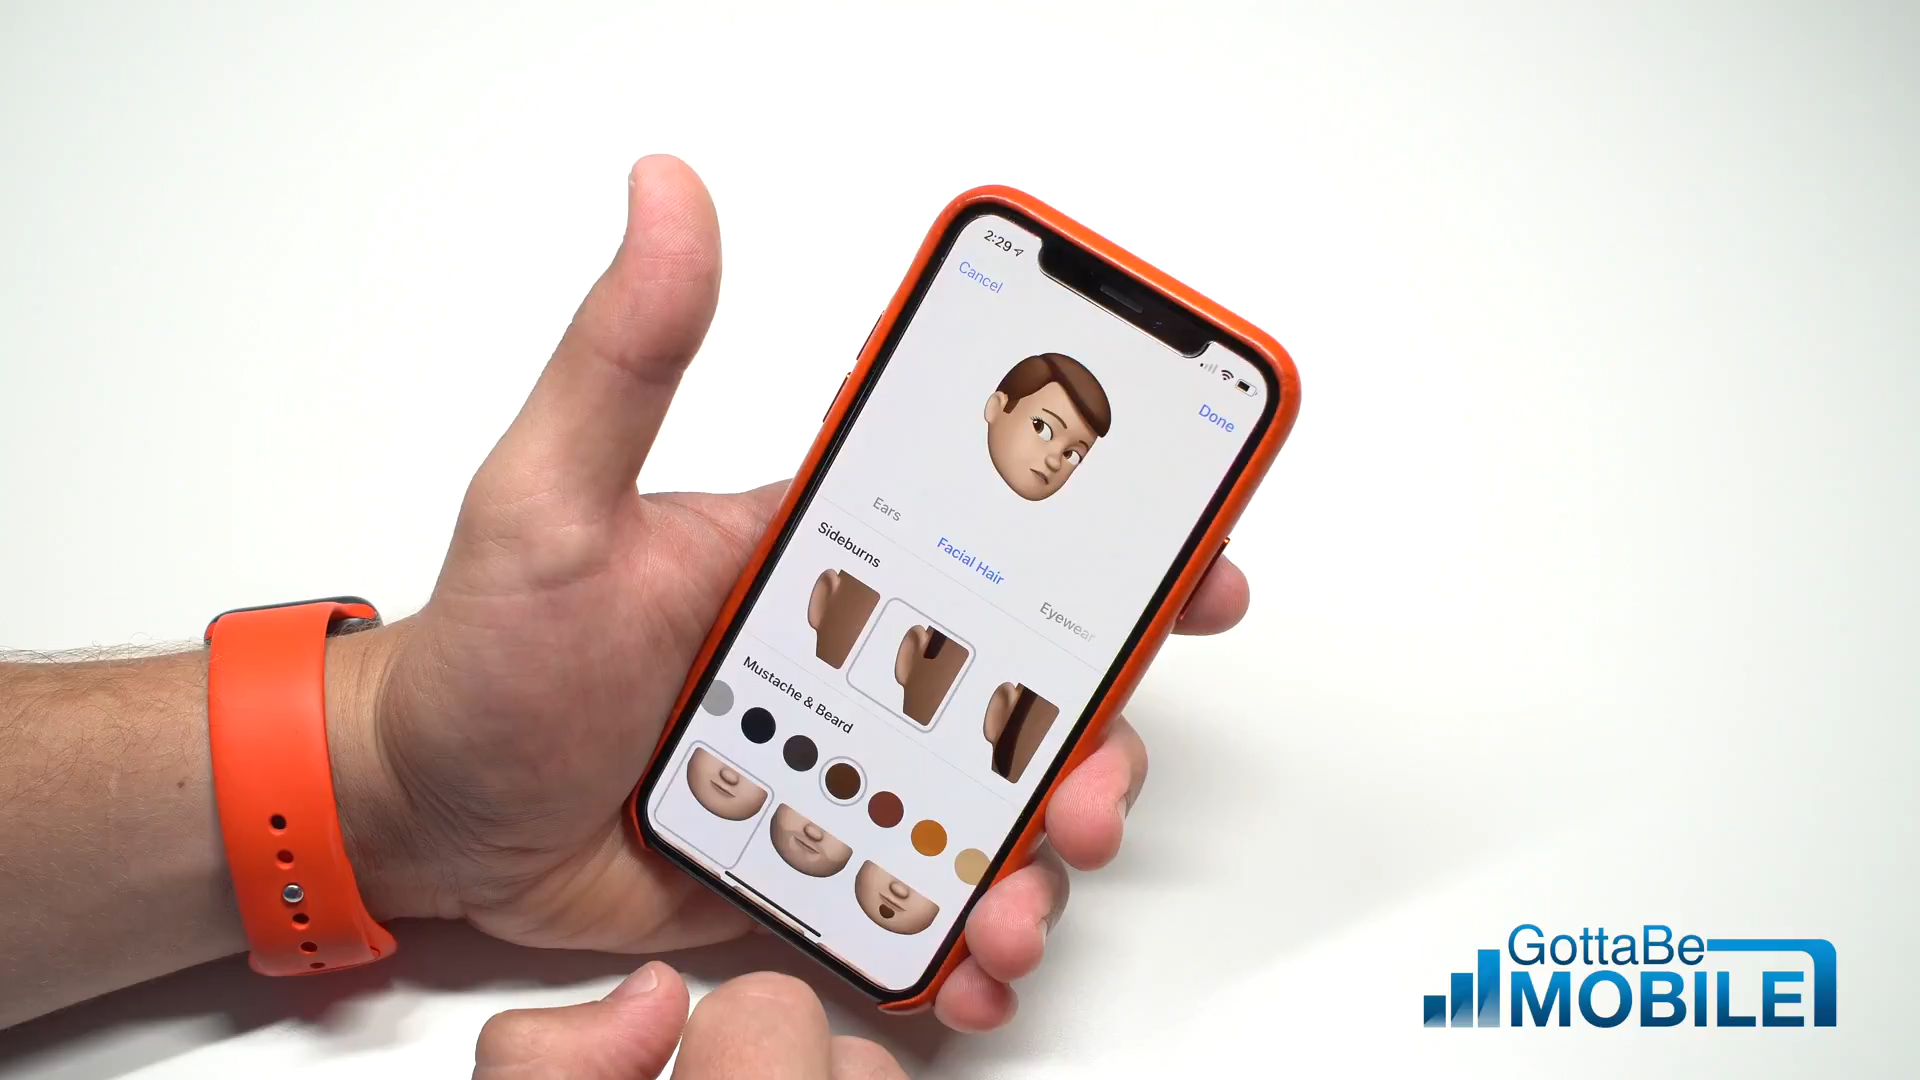 2:29
Cancel
Done
Ears
Facial Hair
Eyewear
Sideburns
Mustache & Beard
GottaBe
MOBILE